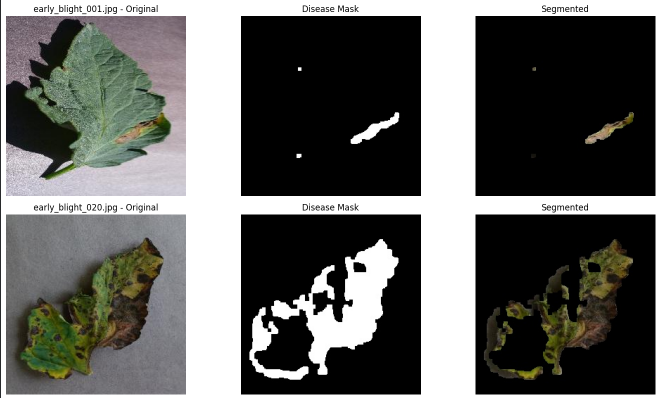 early_blight_001.jpg - Original
Disease Mask
Segmented
early_blight_020.jpg - Original
Disease Mask
Segmented